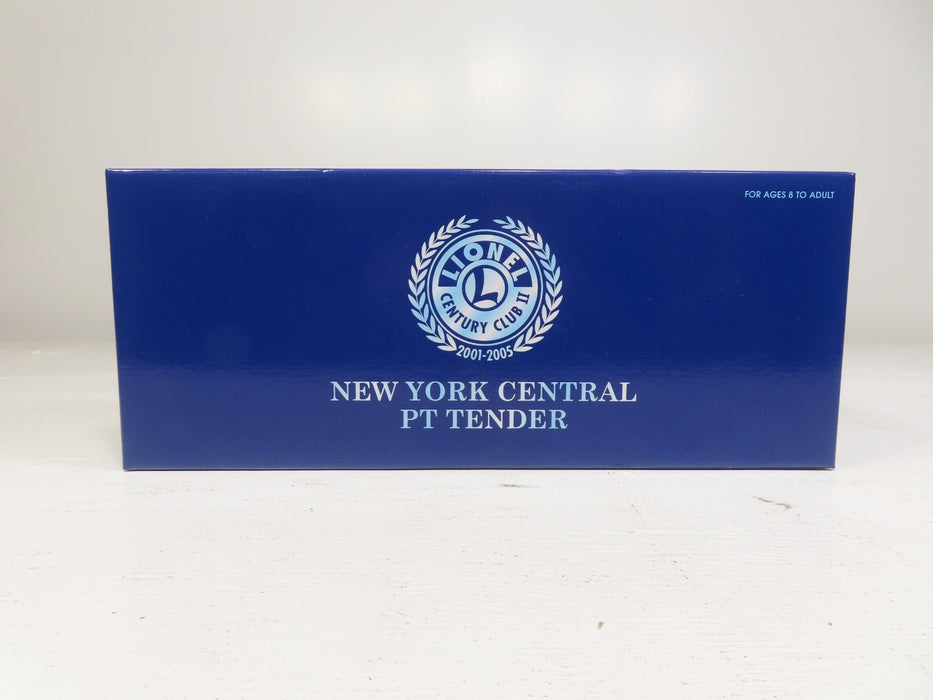 FOR AGES 8 TO ADULT
LIONEL
L
CENTURY CLUB II
2001-2005
NEW YORK CENTRAL
PT TENDER